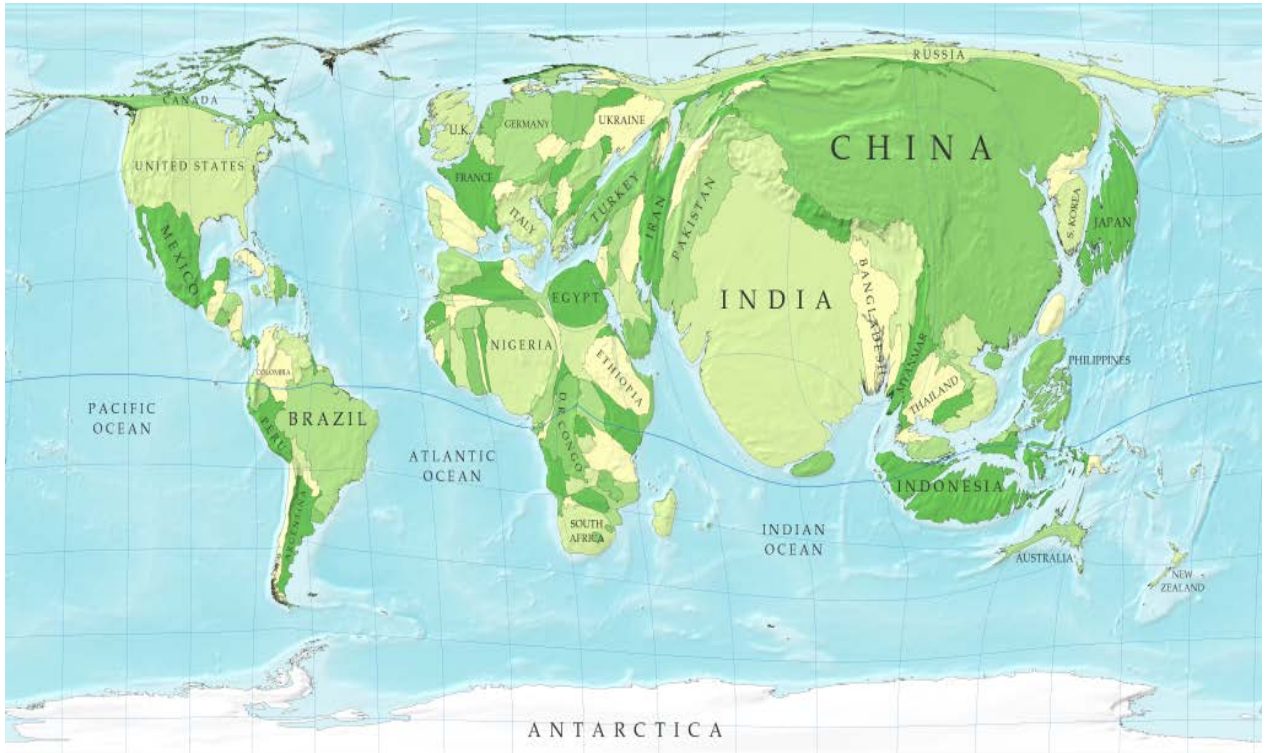 RUSSIA
CANADA
U.K.
GERMANY
UKRAINE
CHINA
UNITED STATES
FRANCE
ITALY
TURKEY
IRAN
PAKISTAN
S. KOREA
JAPAN
MEXICO
EGYPT
INDIA
BANGLADESH
NIGERIA
ETHIOPIA
MYANMAR
PHILIPPINES
COLOMBIA
THAILAND
PACIFIC
OCEAN
PERU
BRAZIL
D.R. CONGO
ATLANTIC
OCEAN
INDONESIA
ARGENTINA
SOUTH
AFRICA
INDIAN
OCEAN
AUSTRALIA
NEW
ZEALAND
ANTARCTICA